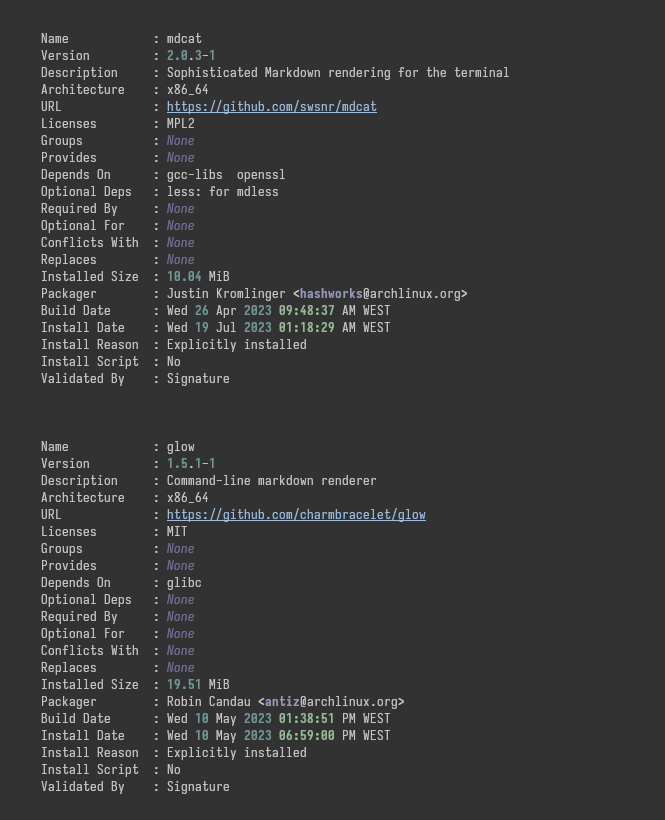 Name            : mdcat
Version         : 2.0.3-1
Description     : Sophisticated Markdown rendering for the terminal
Architecture    : x86_64
URL             : https://github.com/swsnr/mdcat
Licenses        : MPL2
Groups          : None
Provides        : None
Depends On      : gcc-libs  openssl
Optional Deps   : less: for mdless
Required By     : None
Optional For    : None
Conflicts With  : None
Replaces        : None
Installed Size  : 10.04 MiB
Packager        : Justin Kromlinger <hashworks@archlinux.org>
Build Date      : Wed 26 Apr 2023 09:48:37 AM WEST
Install Date    : Wed 19 Jul 2023 01:18:29 AM WEST
Install Reason  : Explicitly installed
Install Script  : No
Validated By    : Signature
Name            : glow
Version         : 1.5.1-1
Description     : Command-line markdown renderer
Architecture    : x86_64
URL             : https://github.com/charmbracelet/glow
Licenses        : MIT
Groups          : None
Provides        : None
Depends On      : glibc
Optional Deps   : None
Required By     : None
Optional For    : None
Conflicts With  : None
Replaces        : None
Installed Size  : 19.51 MiB
Packager        : Robin Candau <antiz@archlinux.org>
Build Date      : Wed 10 May 2023 01:38:51 PM WEST
Install Date    : Wed 10 May 2023 06:59:00 PM WEST
Install Reason  : Explicitly installed
Install Script  : No
Validated By    : Signature